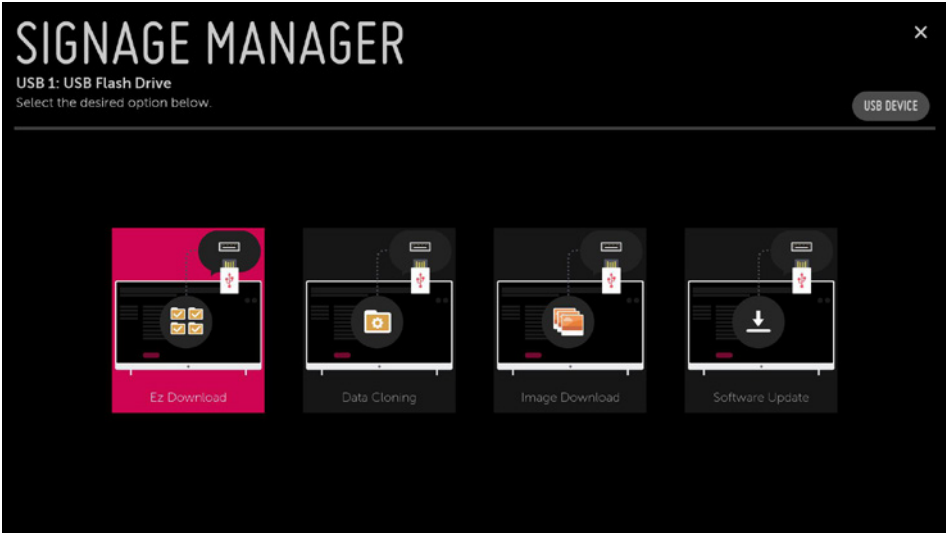 SIGNAGE MANAGER
USB 1: USB Flash Drive
Select the desired option below.
USB DEVICE
Ez Download
Data Cloning
Image Download
Software Update